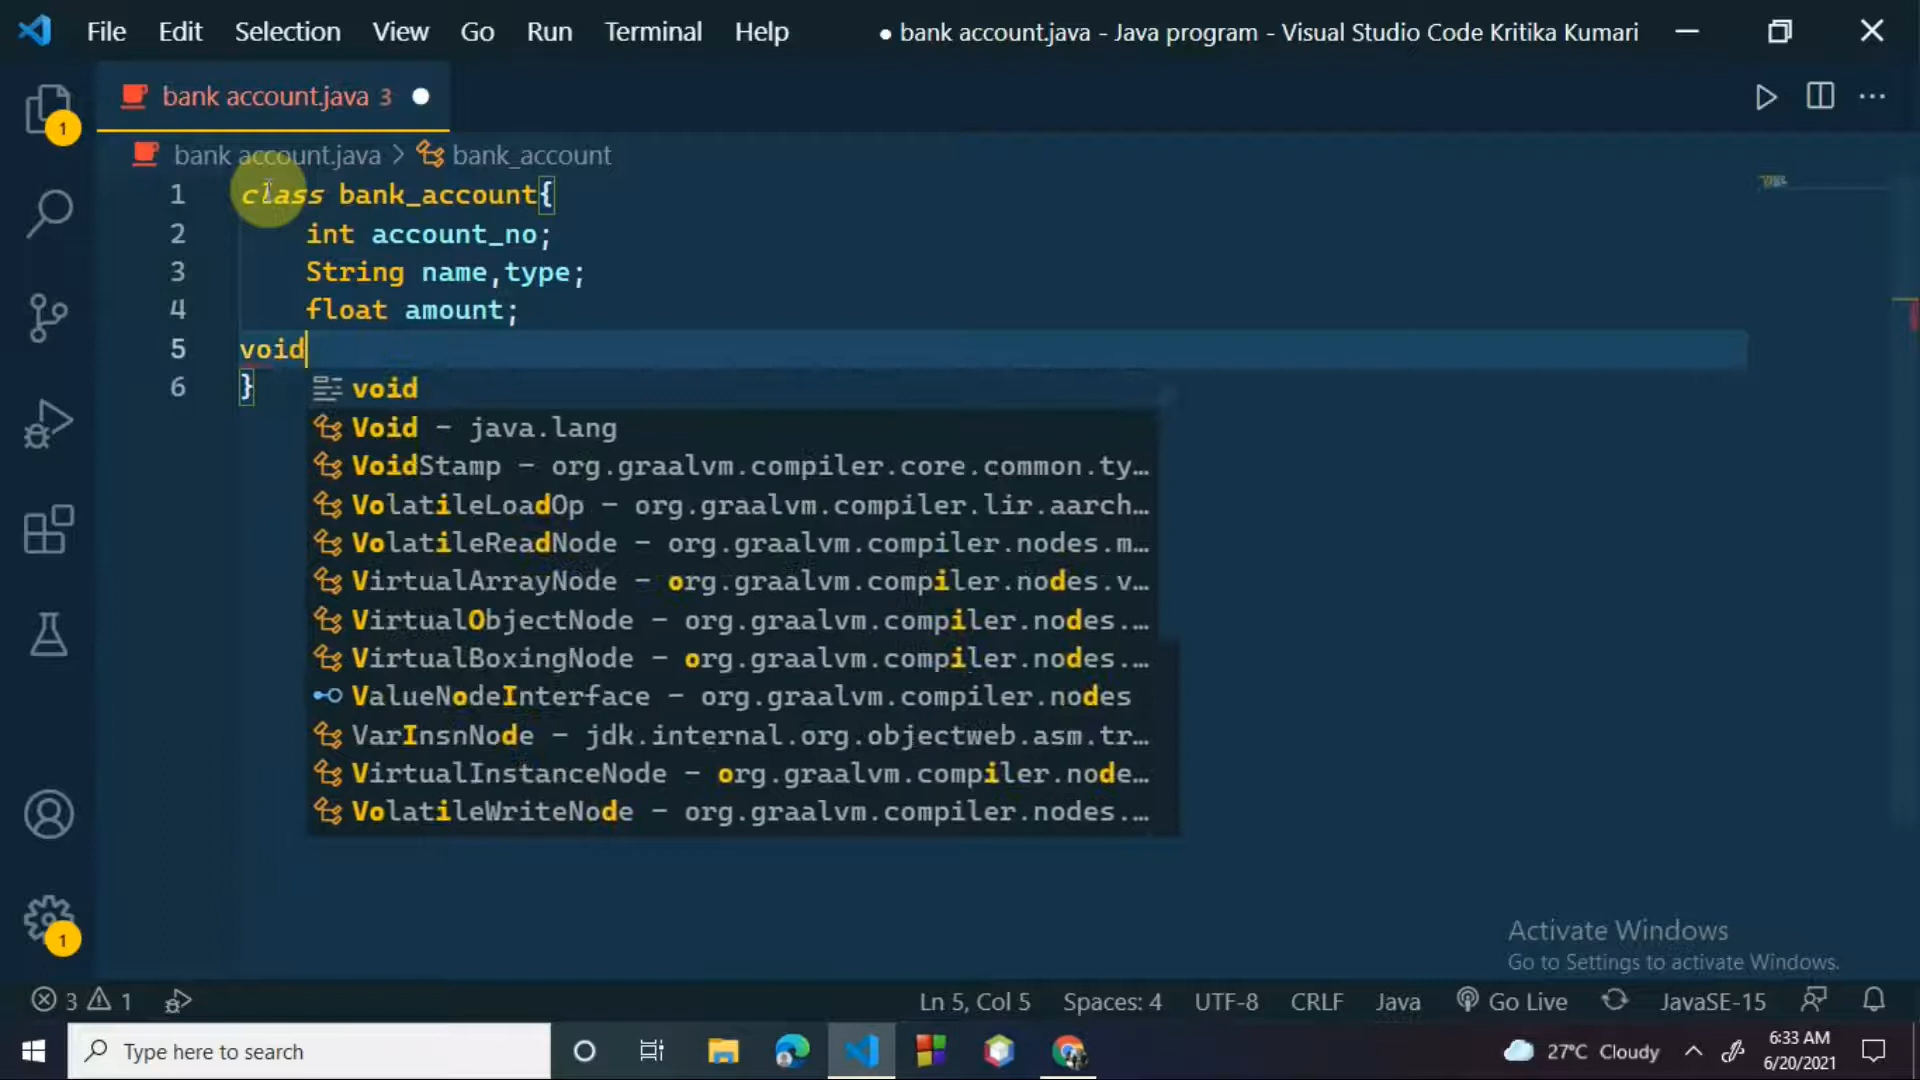 File Edit Selection View Go Run Terminal Help ● bank account.java - Java program - Visual Studio Code Kritika Kumari
bank account.java 3
bank account.java > bank_account
1 class bank_account{
2 int account_no;
3 String name,type;
4 float amount;
5 void
6 }
void
Void - java.lang
VoidStamp - org.graalvm.compiler.core.common.ty…
VolatileLoadOp - org.graalvm.compiler.lir.aarch…
VolatileReadNode - org.graalvm.compiler.nodes.m…
VirtualArrayNode - org.graalvm.compiler.nodes.v…
VirtualObjectNode - org.graalvm.compiler.nodes.…
VirtualBoxingNode - org.graalvm.compiler.nodes.…
ValueNodeInterface - org.graalvm.compiler.nodes
VarInsnNode - jdk.internal.org.objectweb.asm.tr…
VirtualInstanceNode - org.graalvm.compiler.node…
VolatileWriteNode - org.graalvm.compiler.nodes.…
1
1
Activate Windows
Go to Settings to activate Windows.
3 1 Ln 5, Col 5 Spaces: 4 UTF-8 CRLF Java Go Live JavaSE-15
Type here to search 27°C Cloudy 6:33 AM
6/20/2021